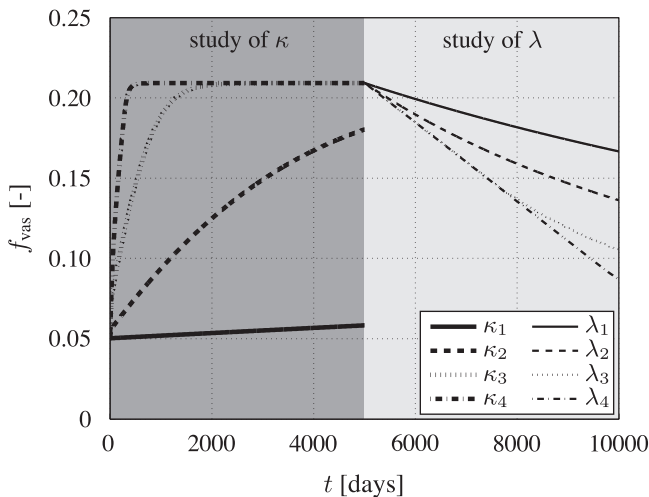 study of κ
study of λ
0.25
0.20
0.15
0.10
0.05
0
f_vas [-]
κ₁ λ₁
κ₂ λ₂
κ₃ λ₃
κ₄ λ₄
0 2000 4000 6000 8000 10000
t [days]